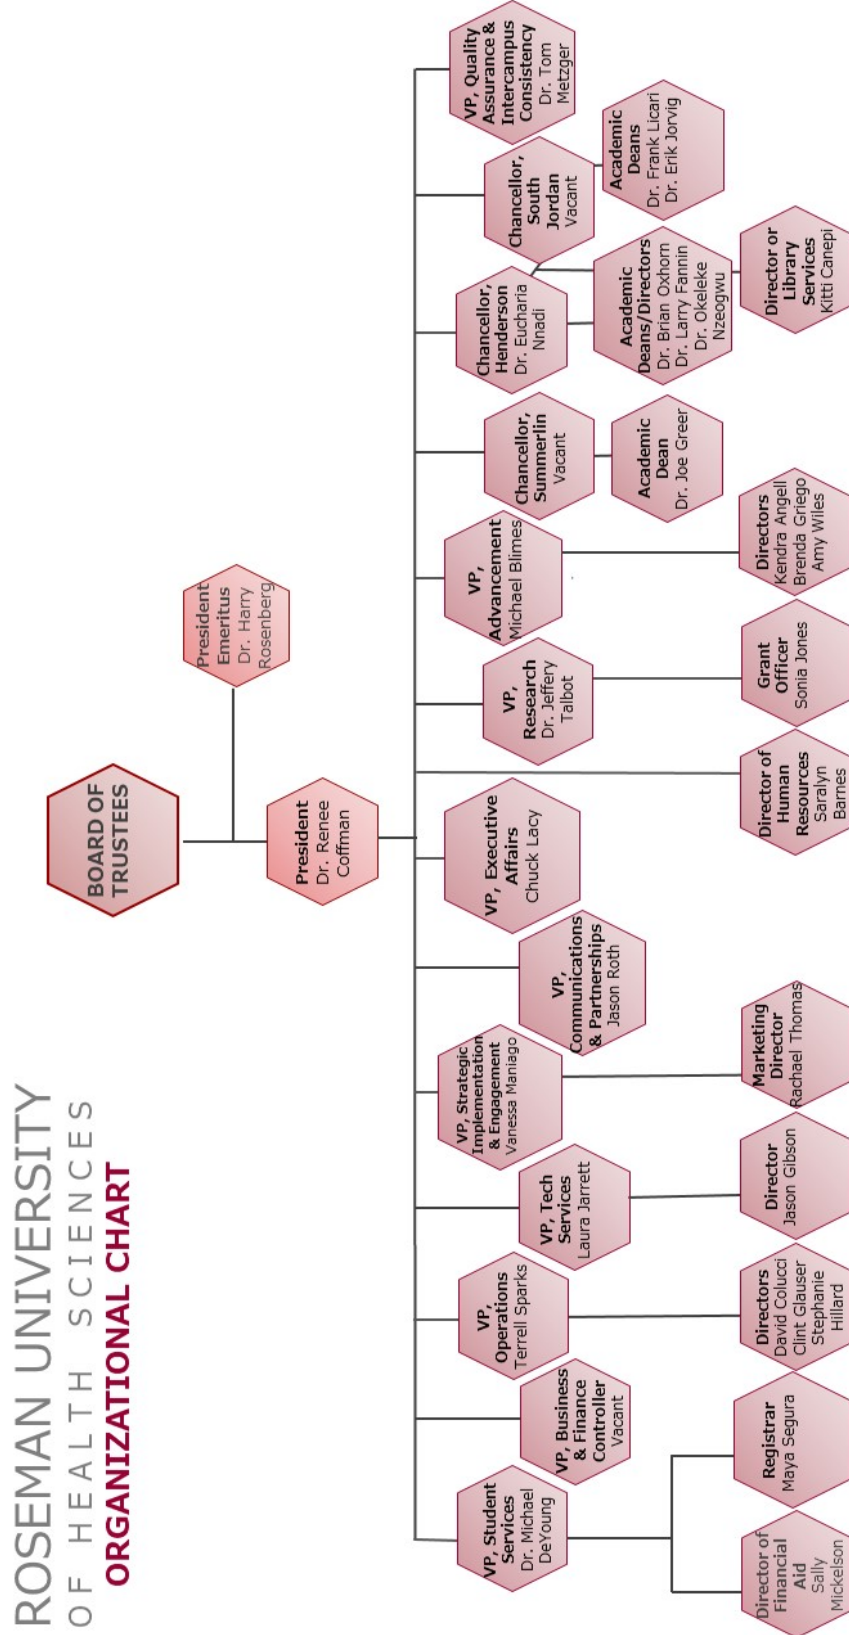 ROSEMAN UNIVERSITY
OF HEALTH SCIENCES
ORGANIZATIONAL CHART
BOARD OF
TRUSTEES
President
Emeritus
Dr. Harry
Rosenberg
President
Dr. Renee
Coffman
VP, Student
Services
Dr. Michael
DeYoung
VP, Business
& Finance
Controller
Vacant
VP,
Operations
Terrell Sparks
VP, Tech
Services
Laura Jarrett
VP, Strategic
Implementation
& Engagement
Vanessa Maniago
VP,
Communications
& Partnerships
Jason Roth
VP, Executive
Affairs
Chuck Lacy
VP,
Research
Dr. Jeffery
Talbot
VP,
Advancement
Michael Blimes
Chancellor,
Summerlin
Vacant
Chancellor,
Henderson
Dr. Eucharia
Nnadi
Chancellor,
South
Jordan
Vacant
VP, Quality
Assurance &
Intercampus
Consistency
Dr. Tom
Metzger
Academic
Dean
Dr. Joe Greer
Academic
Deans/Directors
Dr. Brian Oxhorn
Dr. Larry Fannin
Dr. Okeleke
Nzeogwu
Academic
Deans
Dr. Frank Licari
Dr. Erik Jorvig
Director of
Financial
Aid
Sally
Mickelson
Registrar
Maya Segura
Directors
David Colucci
Clint Glauser
Stephanie
Hillard
Director
Jason Gibson
Marketing
Director
Rachael Thomas
Director of
Human
Resources
Saralyn
Barnes
Grant
Officer
Sonia Jones
Directors
Kendra Angell
Brenda Griego
Amy Wiles
Director or
Library
Services
Kitti Canepi